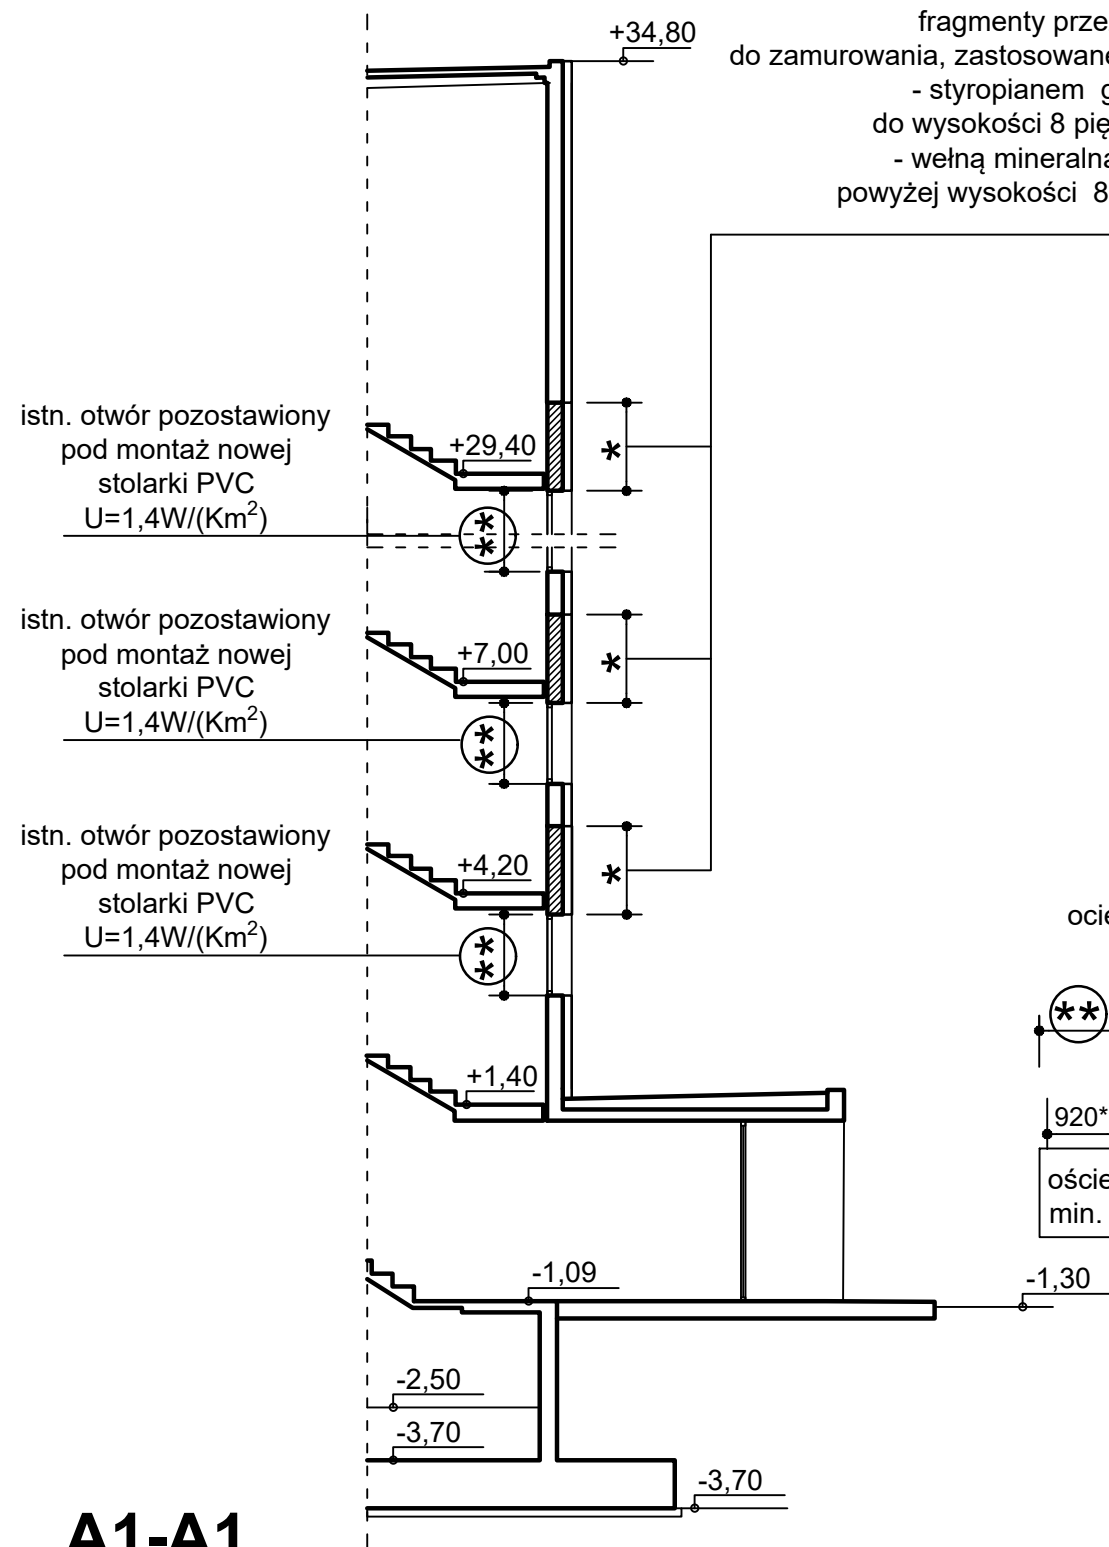 +34,80
fragmenty prze
do zamurowania, zastosowane
- styropianem g
do wysokości 8 pię
- wełną mineralna
powyżej wysokości 8
istn. otwór pozostawiony
pod montaż nowej
stolarki PVC
U=1,4W/(Km²)
+29,40
*
**
istn. otwór pozostawiony
pod montaż nowej
stolarki PVC
U=1,4W/(Km²)
+7,00
*
**
istn. otwór pozostawiony
pod montaż nowej
stolarki PVC
U=1,4W/(Km²)
+4,20
*
**
ocie
**
+1,40
920*
oście
min.
-1,09
-1,30
-2,50
-3,70
-3,70
A1-A1